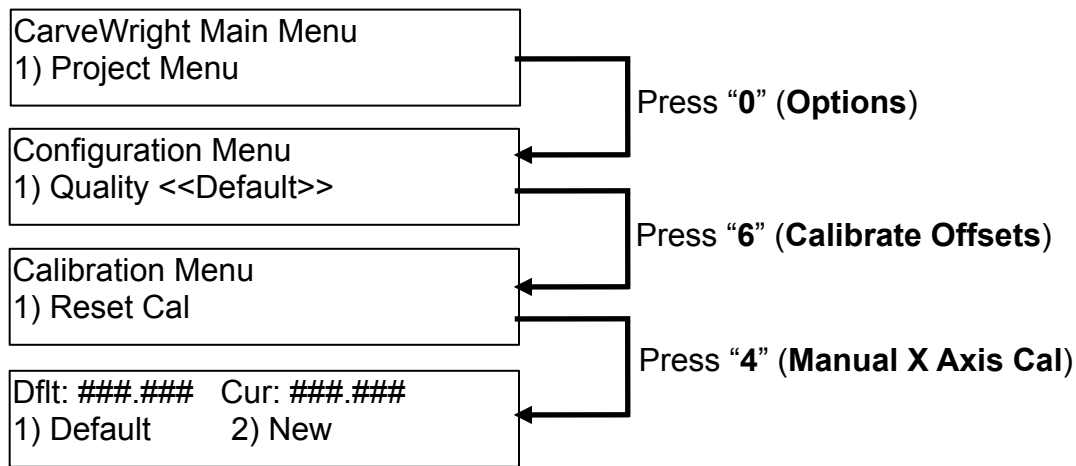 CarveWright Main Menu
1) Project Menu
Press “0” (Options)
Configuration Menu
1) Quality <<Default>>
Press “6” (Calibrate Offsets)
Calibration Menu
1) Reset Cal
Press “4” (Manual X Axis Cal)
Dflt: ###.### Cur: ###.###
1) Default 2) New